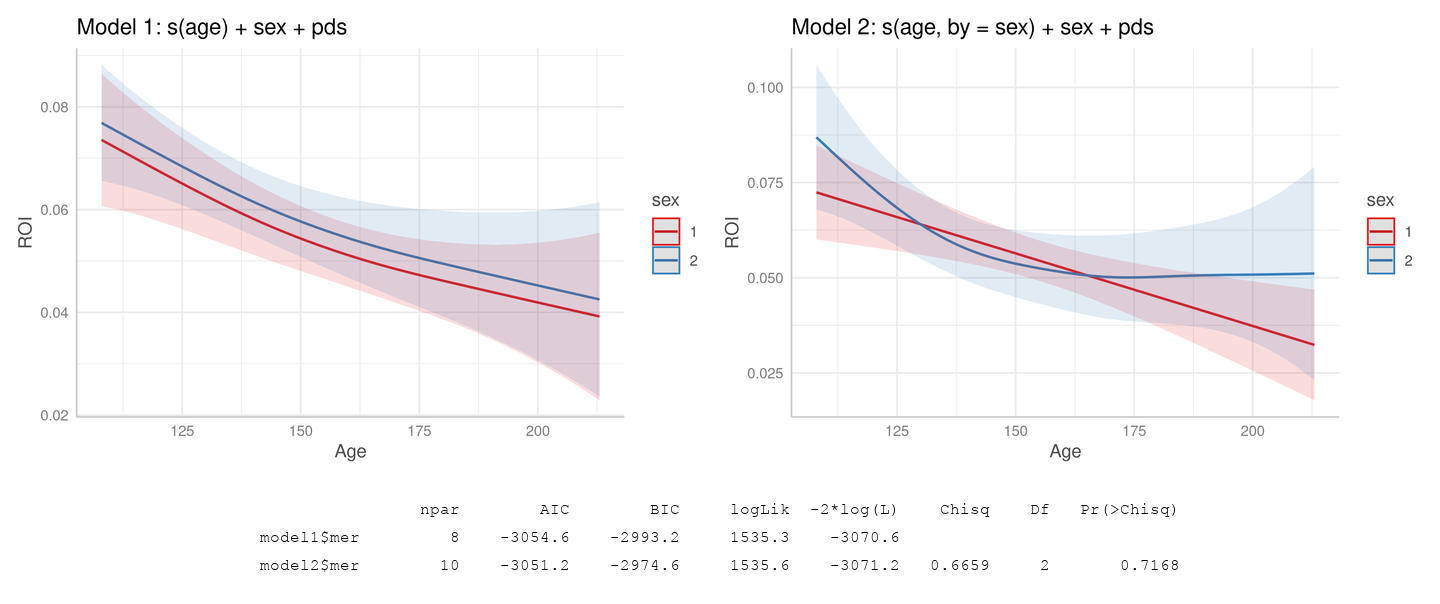 Model 1: s(age) + sex + pds
0.08
0.06
0.04
0.02
ROI
125 150 175 200
Age
sex
1
2
Model 2: s(age, by = sex) + sex + pds
0.100
0.075
0.050
0.025
ROI
125 150 175 200
Age
sex
1
2
npar AIC BIC logLik -2*log(L) Chisq Df Pr(>Chisq)
model1$mer 8 -3054.6 -2993.2 1535.3 -3070.6
model2$mer 10 -3051.2 -2974.6 1535.6 -3071.2 0.6659 2 0.7168